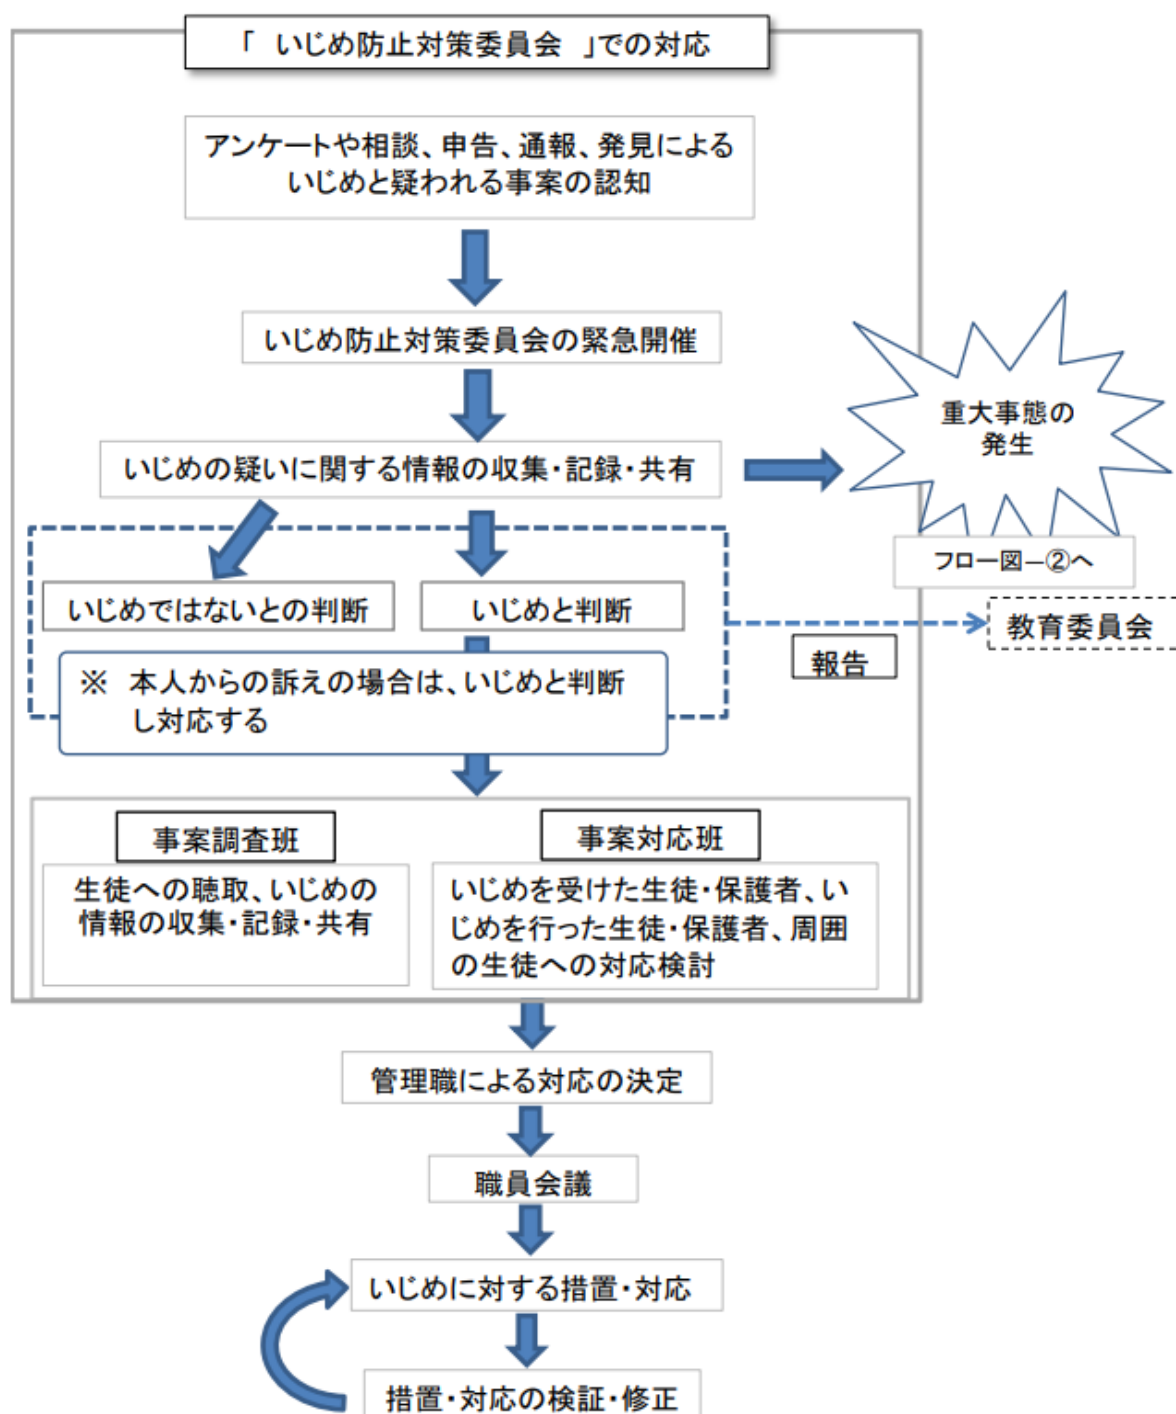 「 いじめ防止対策委員会 」での対応
アンケートや相談、申告、通報、発見による
いじめと疑われる事案の認知
いじめ防止対策委員会の緊急開催
重大事態の
発生
いじめの疑いに関する情報の収集・記録・共有
フロー図―②へ
いじめではないとの判断
いじめと判断
教育委員会
報告
※ 本人からの訴えの場合は、いじめと判断
し対応する
事案調査班
生徒への聴取、いじめの
情報の収集・記録・共有
事案対応班
いじめを受けた生徒・保護者、い
じめを行った生徒・保護者、周囲
の生徒への対応検討
管理職による対応の決定
職員会議
いじめに対する措置・対応
措置・対応の検証・修正